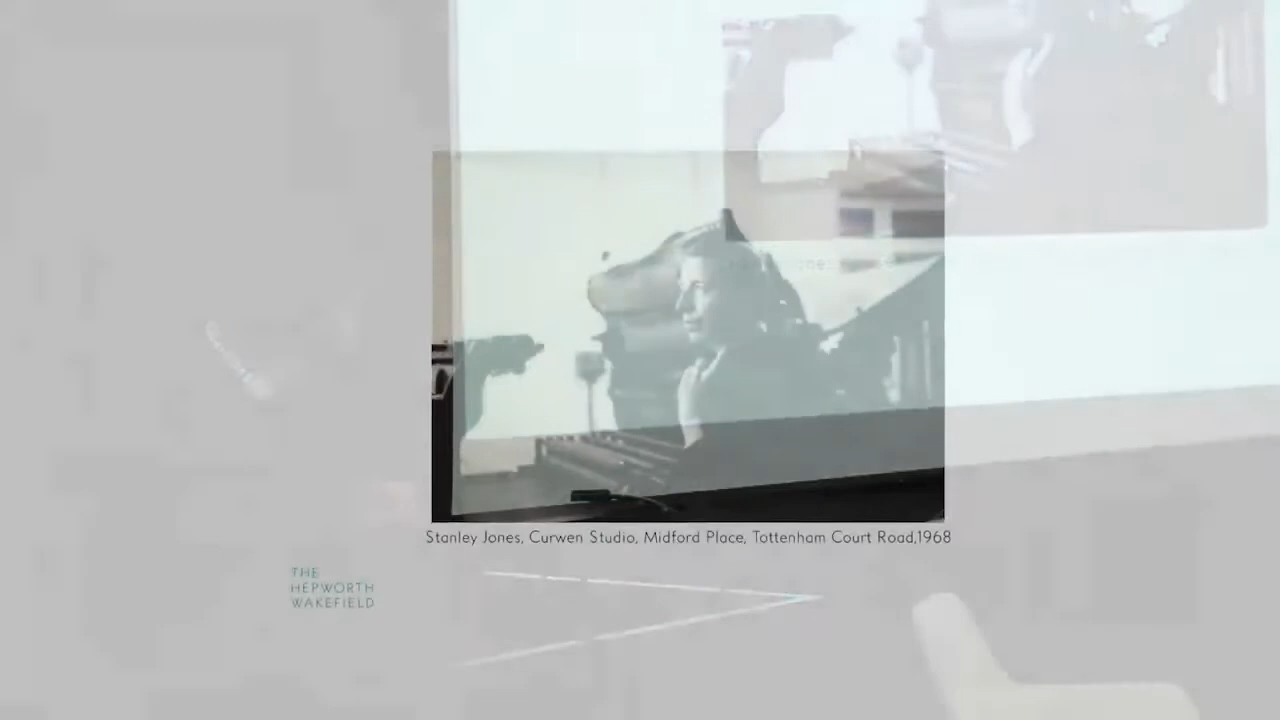 Stanley Jones, Curwen Studio, Midford Place, Tottenham Court Road,1968
THE
HEPWORTH
WAKEFIELD